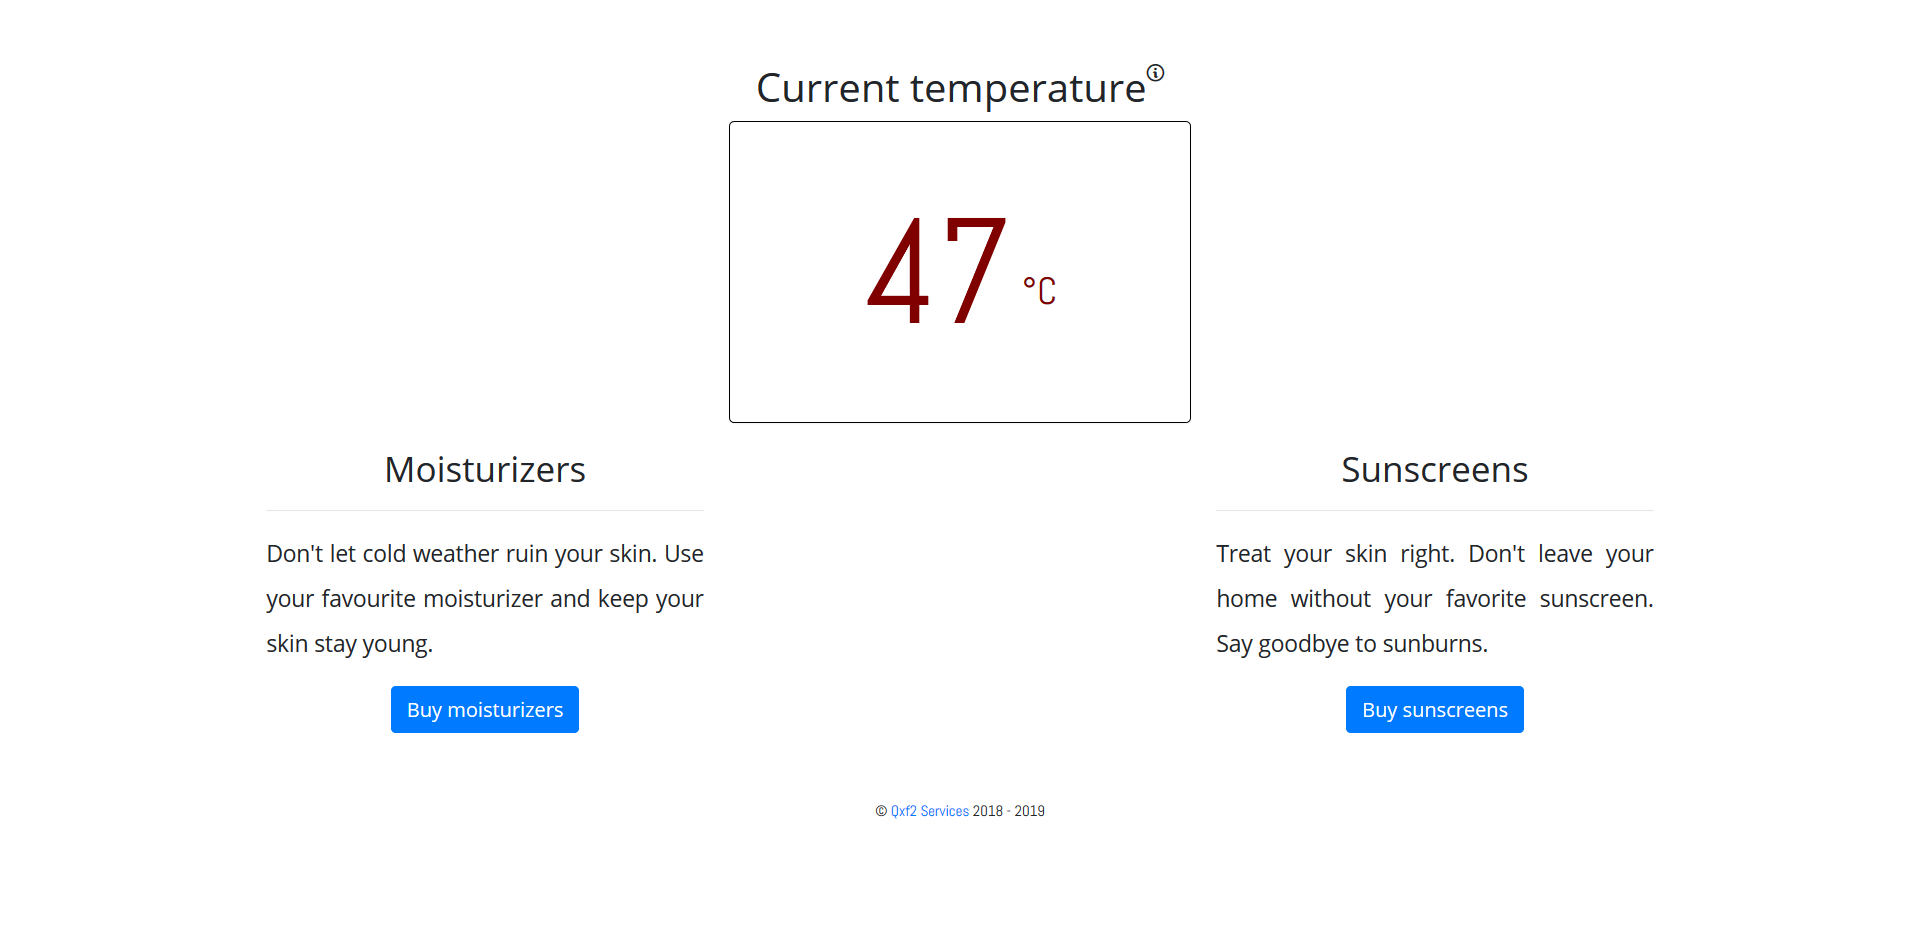 Current temperature
47 °C
Moisturizers
Don't let cold weather ruin your skin. Use
your favourite moisturizer and keep your
skin stay young.
Buy moisturizers
Sunscreens
Treat your skin right. Don't leave your
home without your favorite sunscreen.
Say goodbye to sunburns.
Buy sunscreens
© Qxf2 Services 2018 - 2019